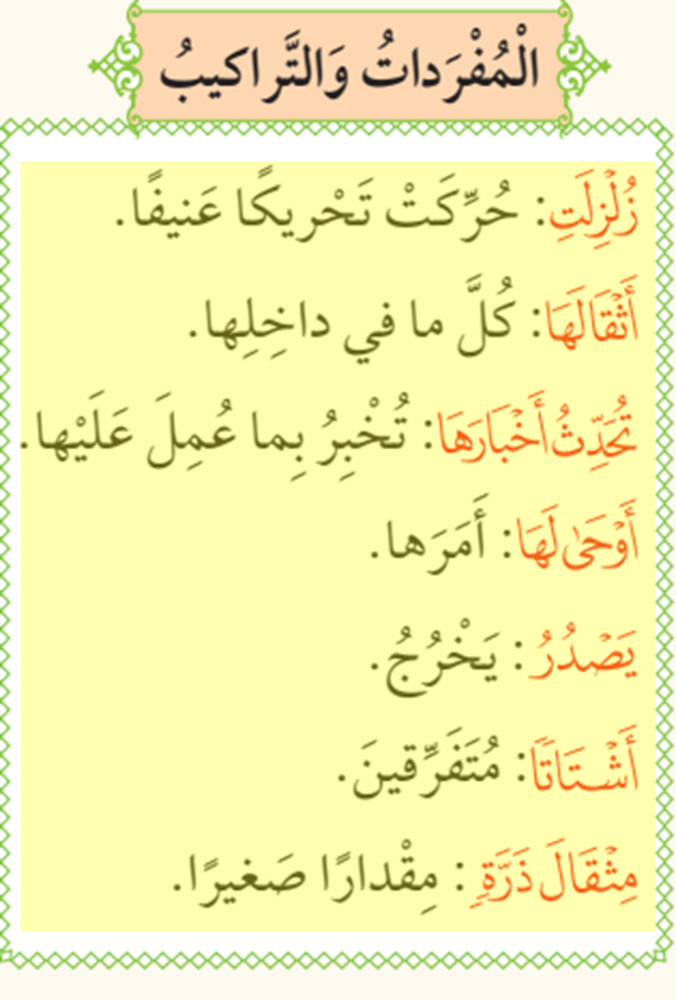 الْمُفْرَداتُ وَالتَّراكيبُ
زُلْزِلَتِ: حُرِّكَتْ تَحْريكًا عَنيفًا.
أَثْقَالَهَا: كُلَّ ما في داخِلِها.
تُحَدِّثُ أَخْبَارَهَا: تُخْبِرُ بِما عُمِلَ عَلَيْها.
أَوْحَىٰ لَهَا: أَمَرَها.
يَصْدُرُ: يَخْرُجُ.
أَشْتَاتًا: مُتَفَرِّقينَ.
مِثْقَالَ ذَرَّةٍ: مِقْدارًا صَغيرًا.